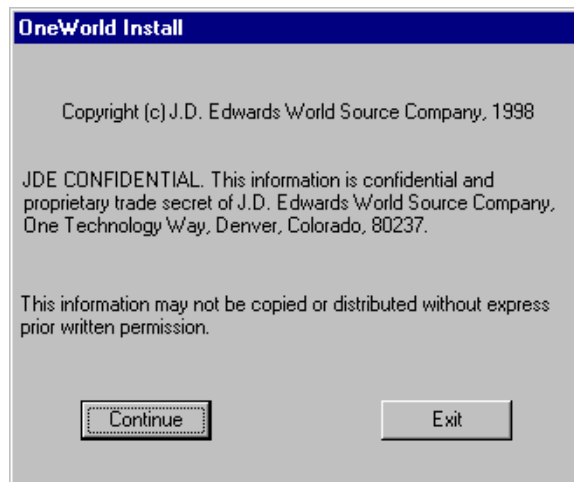 OneWorld Install
Copyright (c) J.D. Edwards World Source Company, 1998
JDE CONFIDENTIAL. This information is confidential and
proprietary trade secret of J.D. Edwards World Source Company,
One Technology Way, Denver, Colorado, 80237.
This information may not be copied or distributed without express
prior written permission.
Continue
Exit